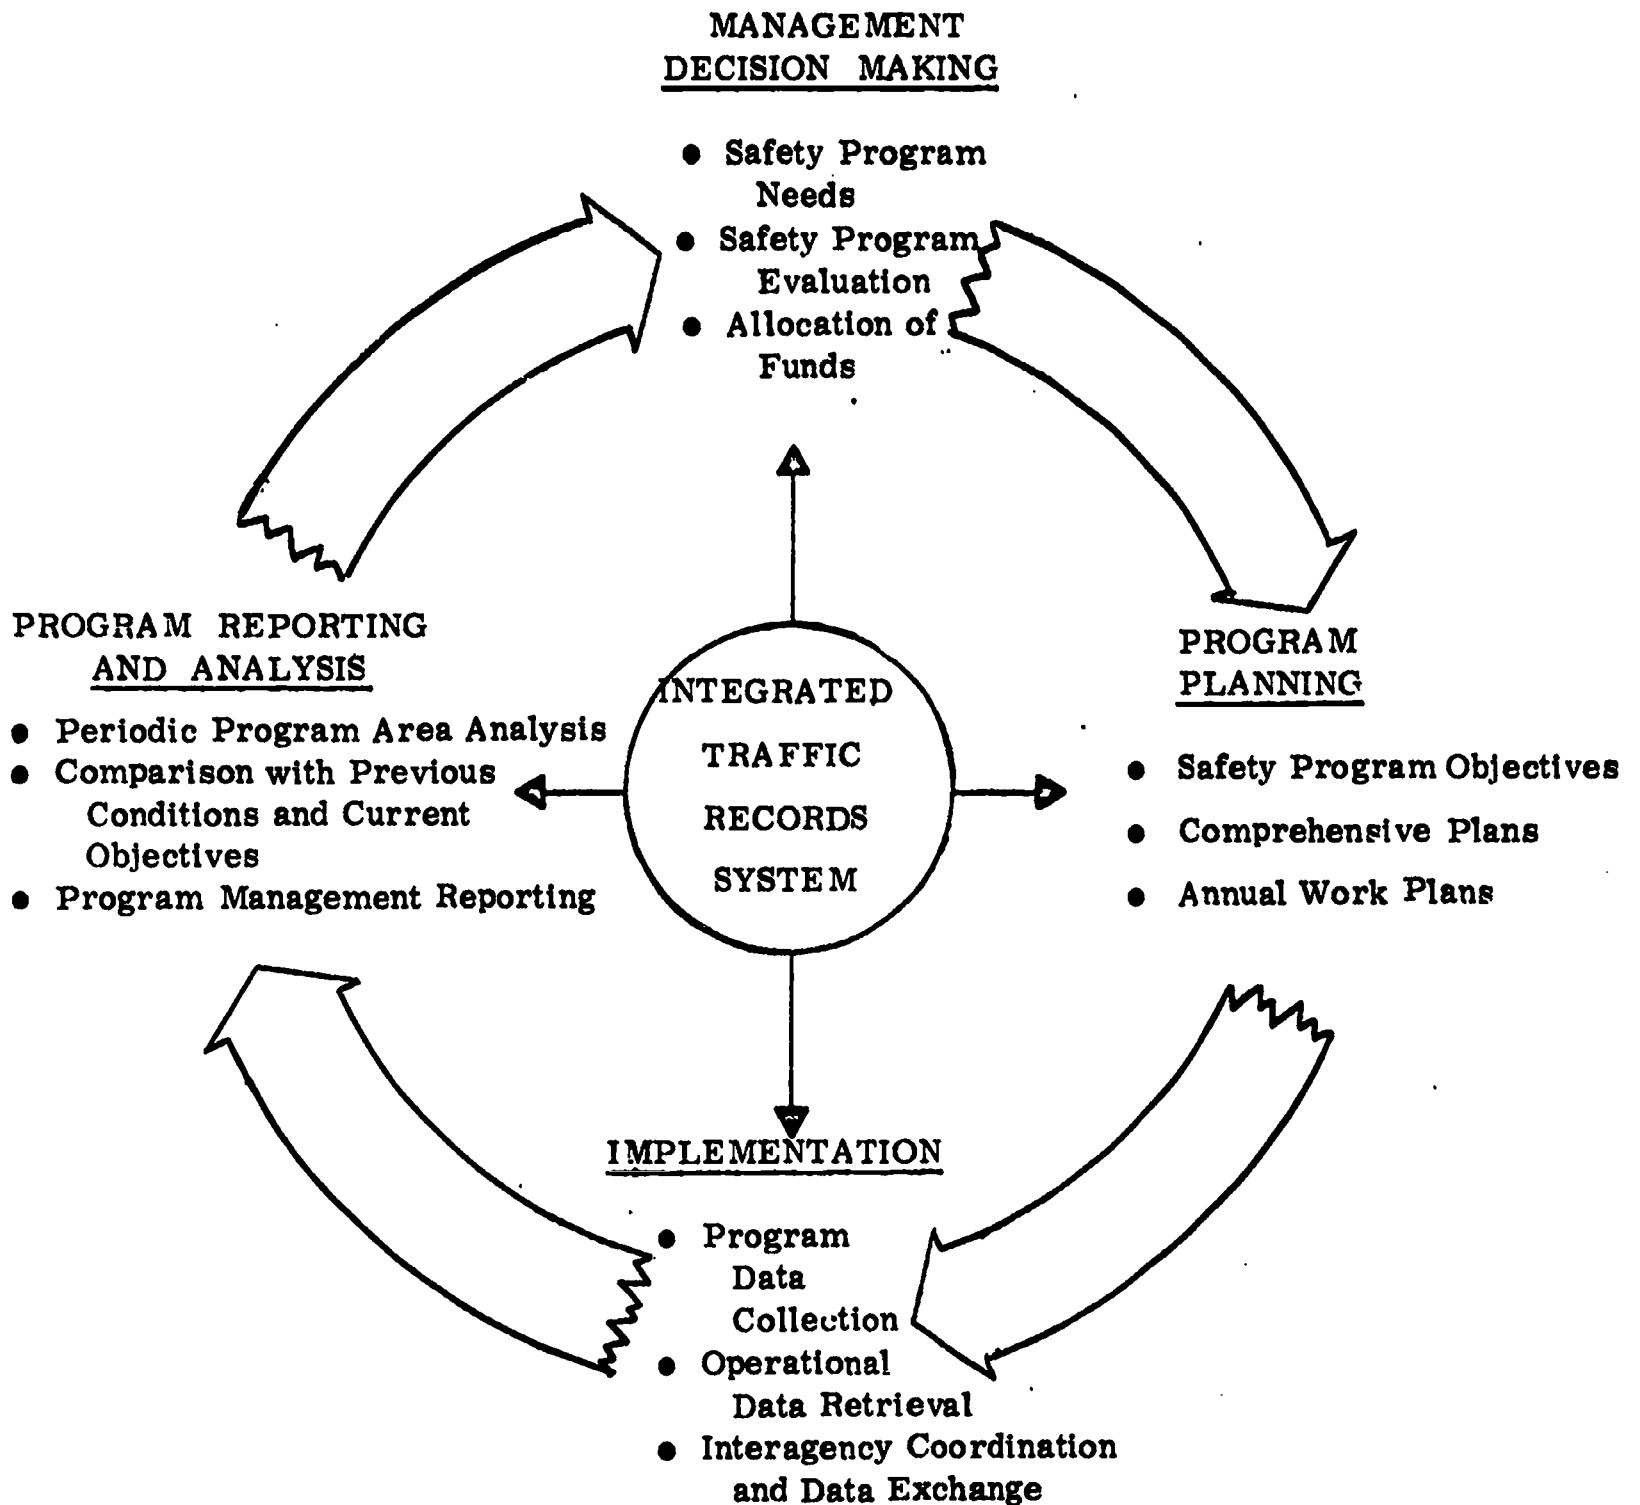 MANAGEMENT
DECISION MAKING
● Safety Program
Needs
● Safety Program
Evaluation
● Allocation of
Funds
PROGRAM REPORTING
AND ANALYSIS
● Periodic Program Area Analysis
● Comparison with Previous
Conditions and Current
Objectives
● Program Management Reporting
INTEGRATED
TRAFFIC
RECORDS
SYSTEM
PROGRAM
PLANNING
● Safety Program Objectives
● Comprehensive Plans
● Annual Work Plans
IMPLEMENTATION
● Program
Data
Collection
● Operational
Data Retrieval
● Interagency Coordination
and Data Exchange